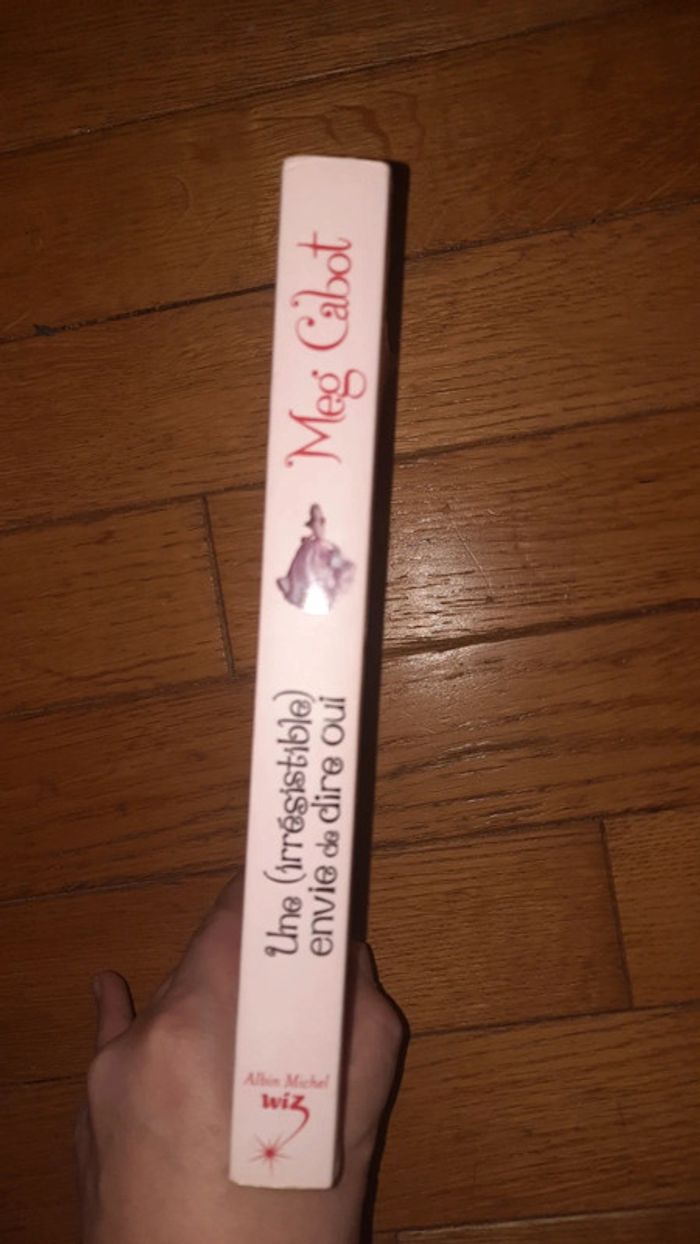 Meg Cabot
Une (irrésistible)
envie de dire oui
Albin Michel
wiz